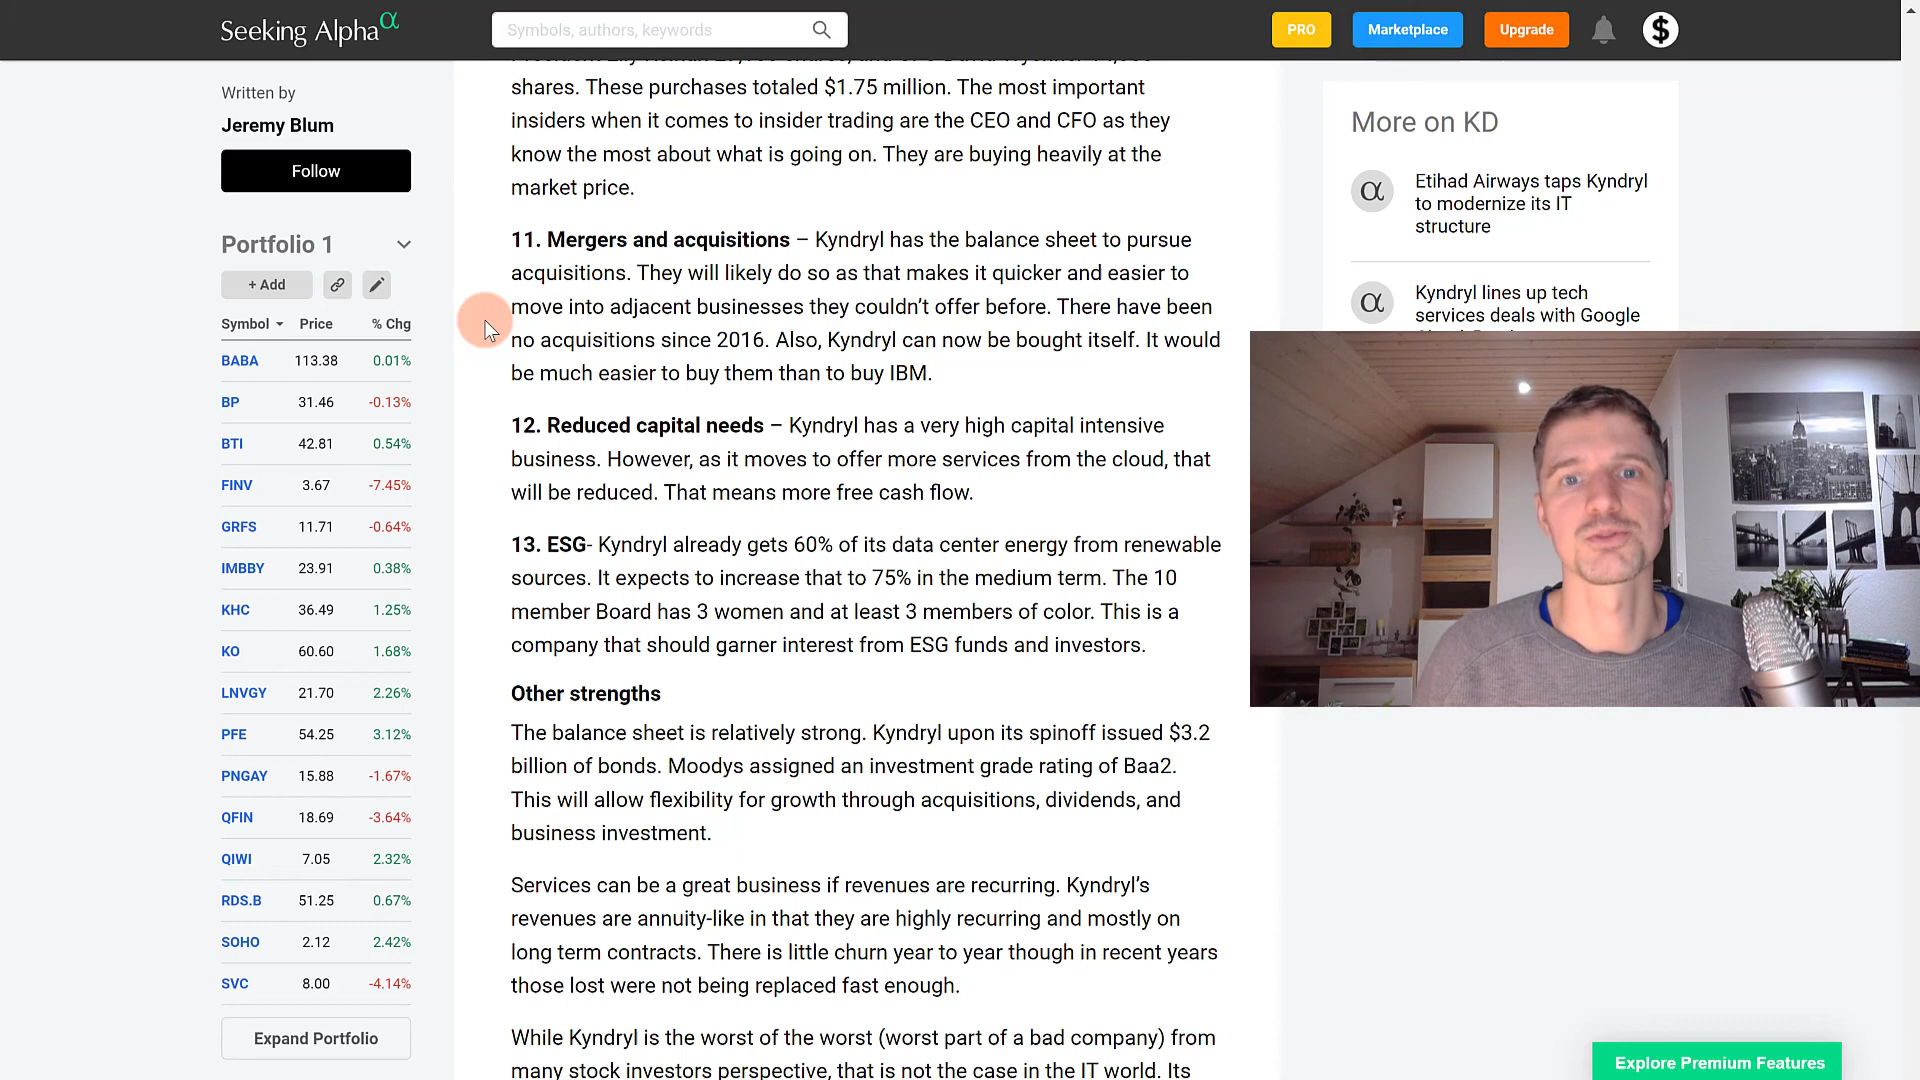 Seeking Alpha α
Symbols, authors, keywords
PRO
Marketplace
Upgrade
$
Written by
Jeremy Blum
Follow
Portfolio 1
+ Add
Symbol Price % Chg
BABA 113.38 0.01%
BP 31.46 -0.13%
BTI 42.81 0.54%
FINV 3.67 -7.45%
GRFS 11.71 -0.64%
IMBBY 23.91 0.38%
KHC 36.49 1.25%
KO 60.60 1.68%
LNVGY 21.70 2.26%
PFE 54.25 3.12%
PNGAY 15.88 -1.67%
QFIN 18.69 -3.64%
QIWI 7.05 2.32%
RDS.B 51.25 0.67%
SOHO 2.12 2.42%
SVC 8.00 -4.14%
Expand Portfolio
shares. These purchases totaled $1.75 million. The most important
insiders when it comes to insider trading are the CEO and CFO as they
know the most about what is going on. They are buying heavily at the
market price.
11. Mergers and acquisitions – Kyndryl has the balance sheet to pursue
acquisitions. They will likely do so as that makes it quicker and easier to
move into adjacent businesses they couldn’t offer before. There have been
no acquisitions since 2016. Also, Kyndryl can now be bought itself. It would
be much easier to buy them than to buy IBM.
12. Reduced capital needs – Kyndryl has a very high capital intensive
business. However, as it moves to offer more services from the cloud, that
will be reduced. That means more free cash flow.
13. ESG- Kyndryl already gets 60% of its data center energy from renewable
sources. It expects to increase that to 75% in the medium term. The 10
member Board has 3 women and at least 3 members of color. This is a
company that should garner interest from ESG funds and investors.
Other strengths
The balance sheet is relatively strong. Kyndryl upon its spinoff issued $3.2
billion of bonds. Moodys assigned an investment grade rating of Baa2.
This will allow flexibility for growth through acquisitions, dividends, and
business investment.
Services can be a great business if revenues are recurring. Kyndryl’s
revenues are annuity-like in that they are highly recurring and mostly on
long term contracts. There is little churn year to year though in recent years
those lost were not being replaced fast enough.
While Kyndryl is the worst of the worst (worst part of a bad company) from
many stock investors perspective, that is not the case in the IT world. Its
More on KD
α
Etihad Airways taps Kyndryl
to modernize its IT
structure
α
Kyndryl lines up tech
services deals with Google
Explore Premium Features